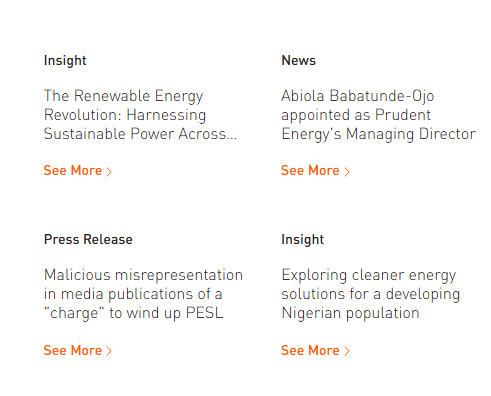 Insight
The Renewable Energy
Revolution: Harnessing
Sustainable Power Across...
See More
News
Abiola Babatunde-Ojo
appointed as Prudent
Energy's Managing Director
See More
Press Release
Malicious misrepresentation
in media publications of a
"charge" to wind up PESL
See More
Insight
Exploring cleaner energy
solutions for a developing
Nigerian population
See More